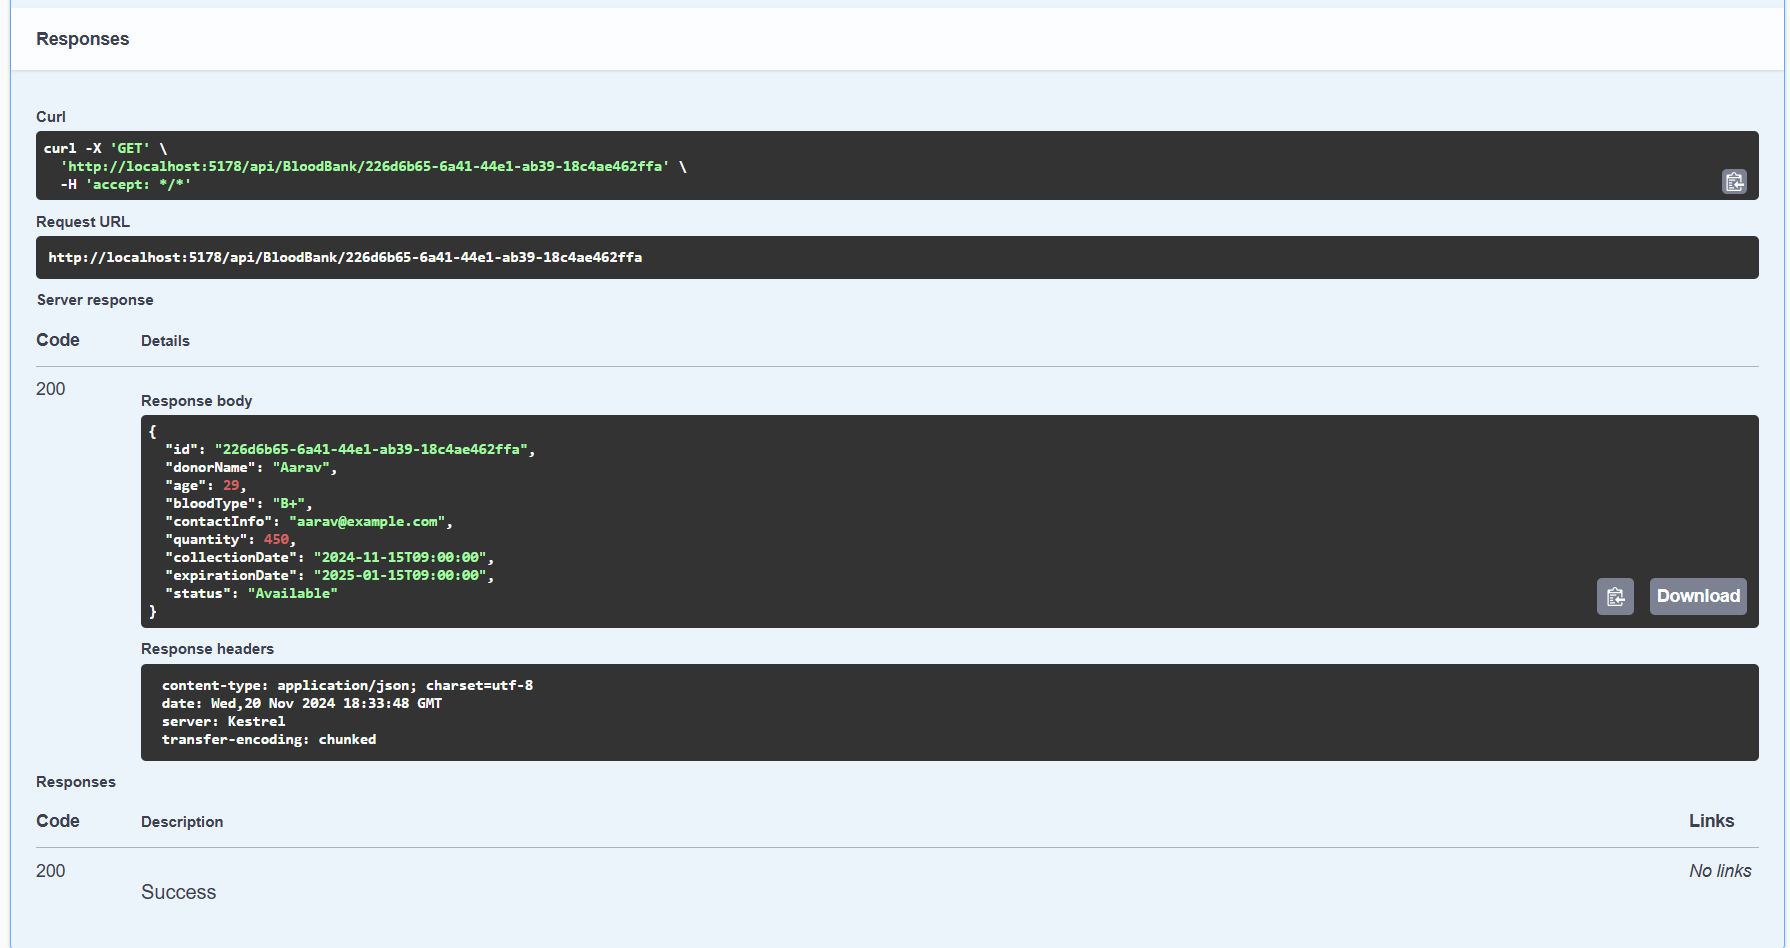 Responses
Curl
curl -X 'GET' \
  'http://localhost:5178/api/BloodBank/226d6b65-6a41-44e1-ab39-18c4ae462ffa' \
  -H 'accept: */*'
Request URL
http://localhost:5178/api/BloodBank/226d6b65-6a41-44e1-ab39-18c4ae462ffa
Server response
Code Details
200
Response body
{
  "id": "226d6b65-6a41-44e1-ab39-18c4ae462ffa",
  "donorName": "Aarav",
  "age": 29,
  "bloodType": "B+",
  "contactInfo": "aarav@example.com",
  "quantity": 450,
  "collectionDate": "2024-11-15T09:00:00",
  "expirationDate": "2025-01-15T09:00:00",
  "status": "Available"
}
Download
Response headers
content-type: application/json; charset=utf-8
date: Wed,20 Nov 2024 18:33:48 GMT
server: Kestrel
transfer-encoding: chunked
Responses
Code Description Links
200 No links
Success